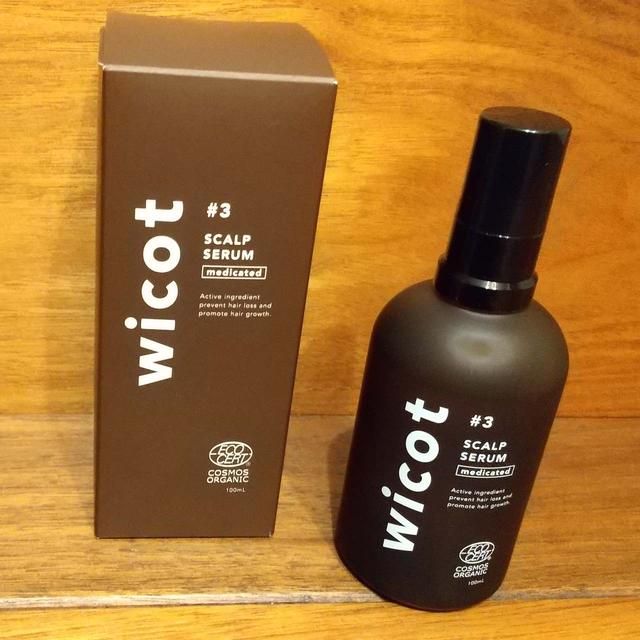 wicot
#3
SCALP
SERUM
medicated
Active ingredient
prevent hair loss and
promote hair growth.
ECO
CERT
COSMOS
ORGANIC
100mL
wicot
#3
SCALP
SERUM
medicated
Active ingredient
prevent hair loss and
promote hair growth.
ECO
CERT
COSMOS
ORGANIC
100mL